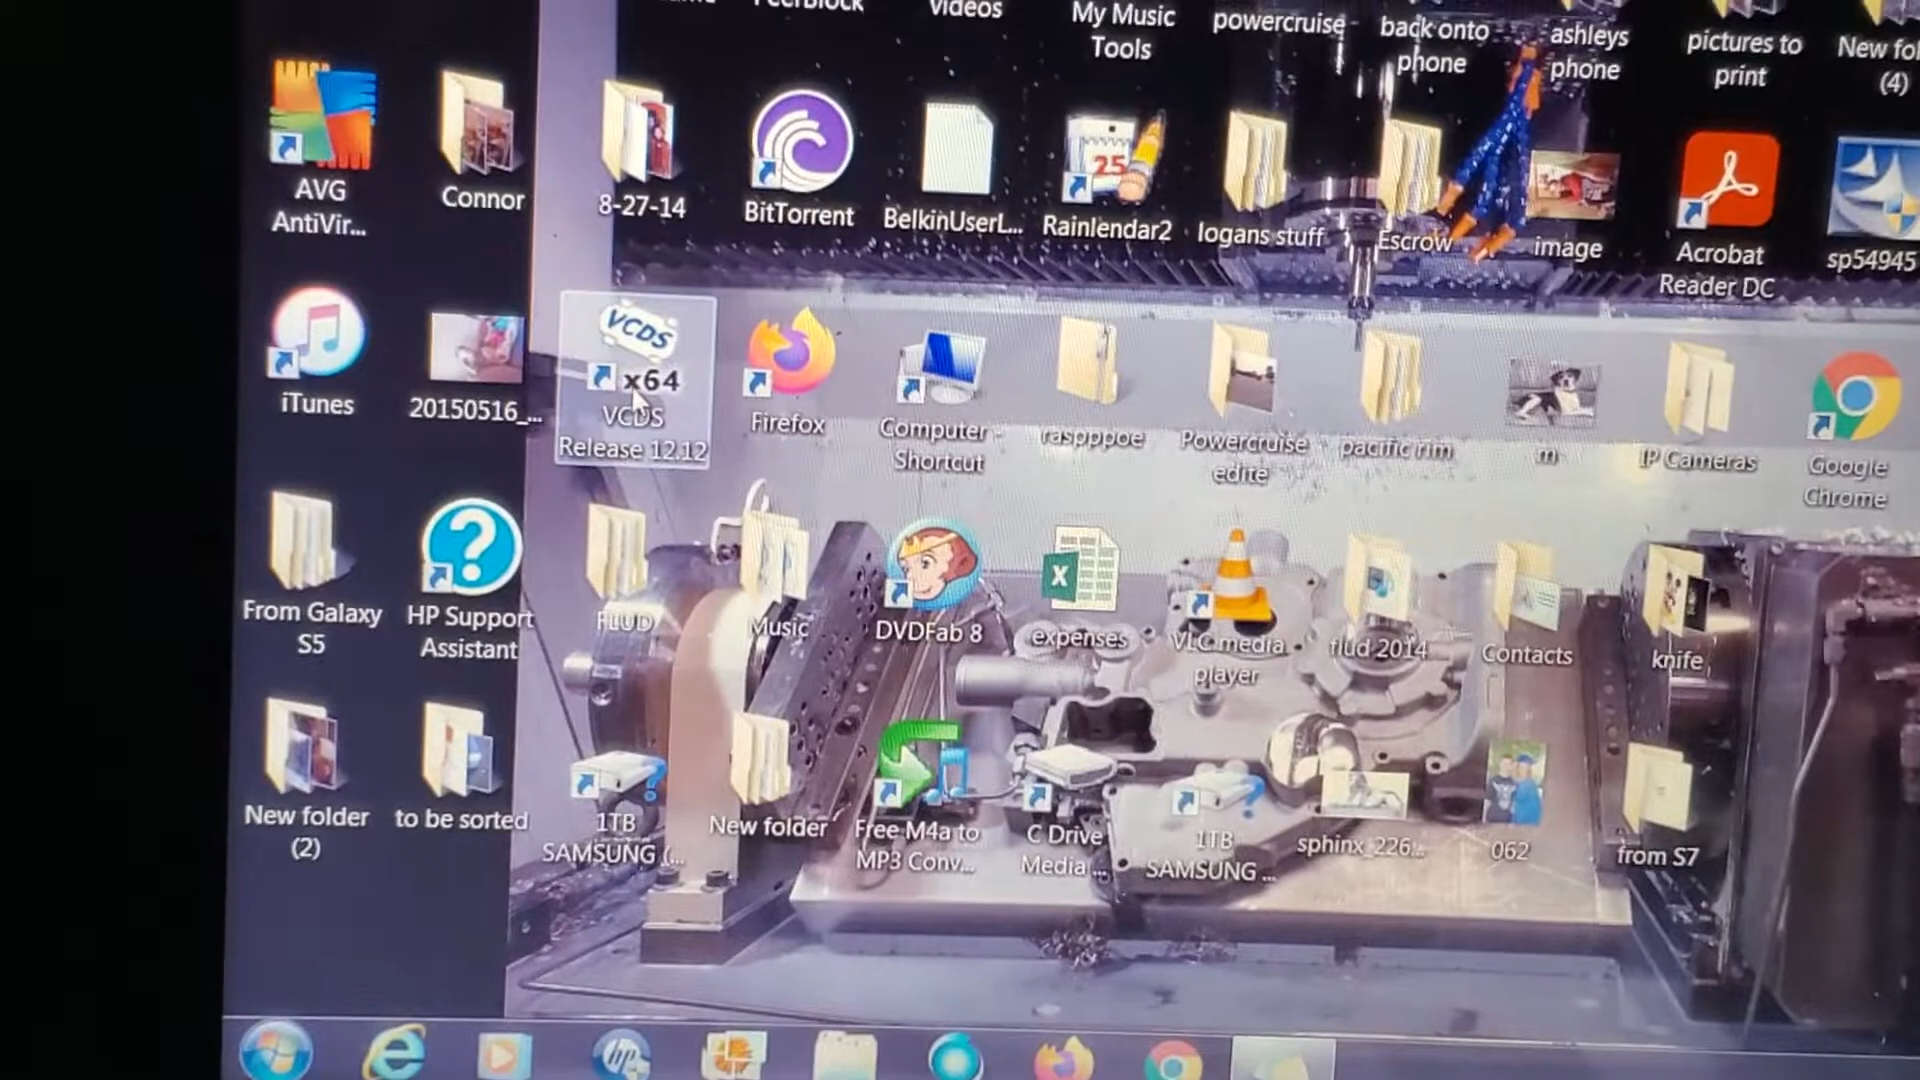 PeerBlock
videos
My Music
Tools
powercruise
back onto
phone
ashleys
phone
pictures to
print
New fol
(4)
AVG
AntiVir...
Connor
8-27-14
BitTorrent
BelkinUserL...
25
Rainlendar2
logans stuff
Escrow
image
Acrobat
Reader DC
sp54945
iTunes
20150516_...
VCDS
x64
VCDS
Release 12.12
Firefox
Computer -
Shortcut
raspppoe
Powercruise
edite
pacific rim
m
IP Cameras
Google
Chrome
From Galaxy
S5
?
HP Support
Assistant
FLUD
Music
DVDFab 8
X
expenses
VLC media
player
flud 2014
Contacts
knife
New folder
(2)
to be sorted
?
1TB
SAMSUNG (...
New folder
Free M4a to
MP3 Conv...
C Drive
Media ...
?
1TB
SAMSUNG ...
sphinx_226...
062
from S7
hp